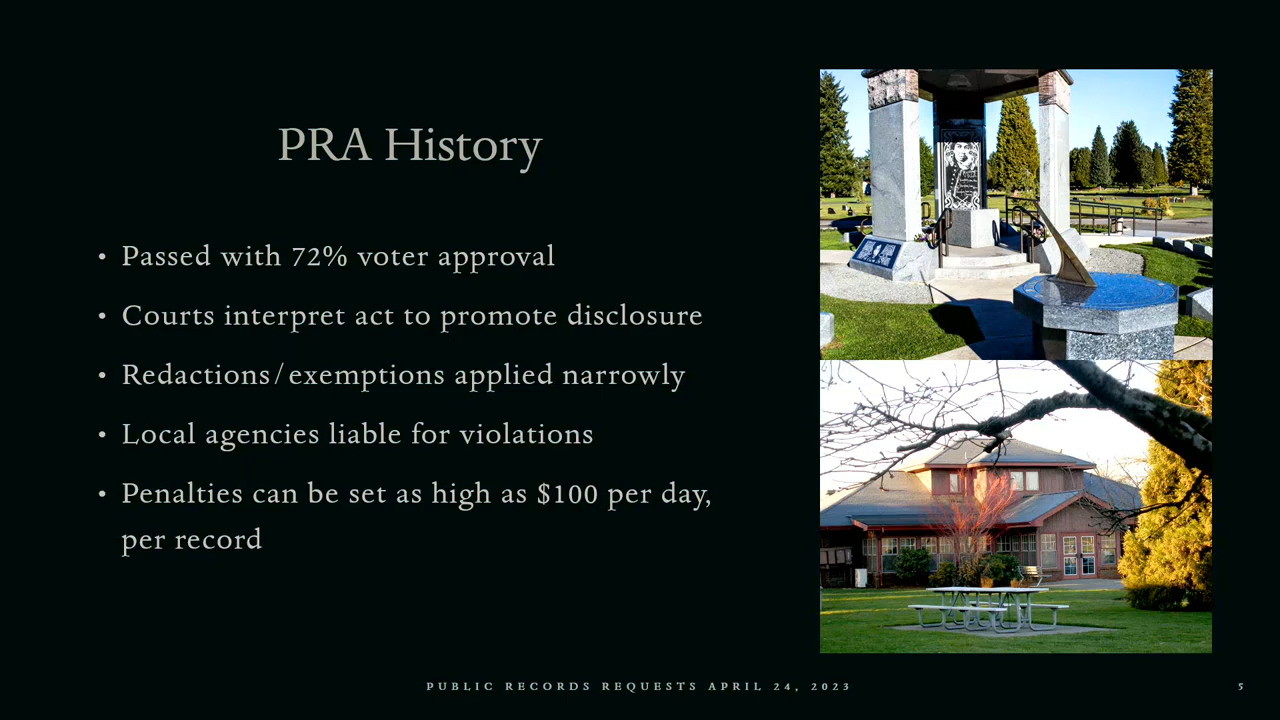 PRA History
• Passed with 72% voter approval
• Courts interpret act to promote disclosure
• Redactions/exemptions applied narrowly
• Local agencies liable for violations
• Penalties can be set as high as $100 per day,
per record
PUBLIC RECORDS REQUESTS APRIL 24, 2023
5